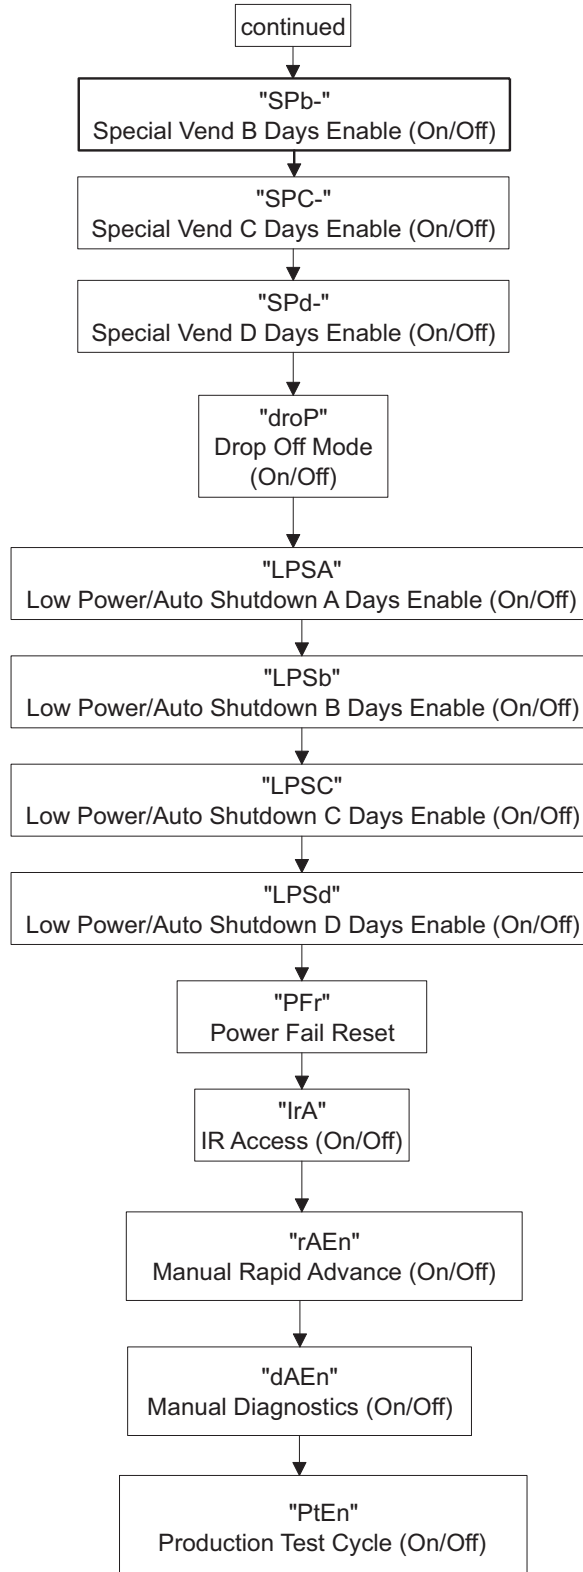 continued
"SPb-"
Special Vend B Days Enable (On/Off)
"SPC-"
Special Vend C Days Enable (On/Off)
"SPd-"
Special Vend D Days Enable (On/Off)
"droP"
Drop Off Mode
(On/Off)
"LPSA"
Low Power/Auto Shutdown A Days Enable (On/Off)
"LPSb"
Low Power/Auto Shutdown B Days Enable (On/Off)
"LPSC"
Low Power/Auto Shutdown C Days Enable (On/Off)
"LPSd"
Low Power/Auto Shutdown D Days Enable (On/Off)
"PFr"
Power Fail Reset
"IrA"
IR Access (On/Off)
"rAEn"
Manual Rapid Advance (On/Off)
"dAEn"
Manual Diagnostics (On/Off)
"PtEn"
Production Test Cycle (On/Off)